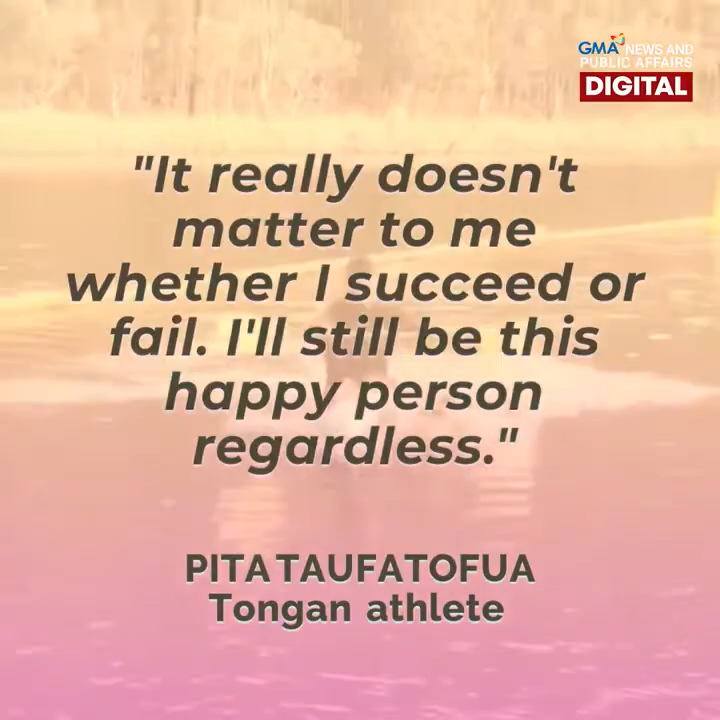 GMA NEWS AND
PUBLIC AFFAIRS
DIGITAL
"It really doesn't
matter to me
whether I succeed or
fail. I'll still be this
happy person
regardless."
PITA TAUFATOFUA
Tongan athlete